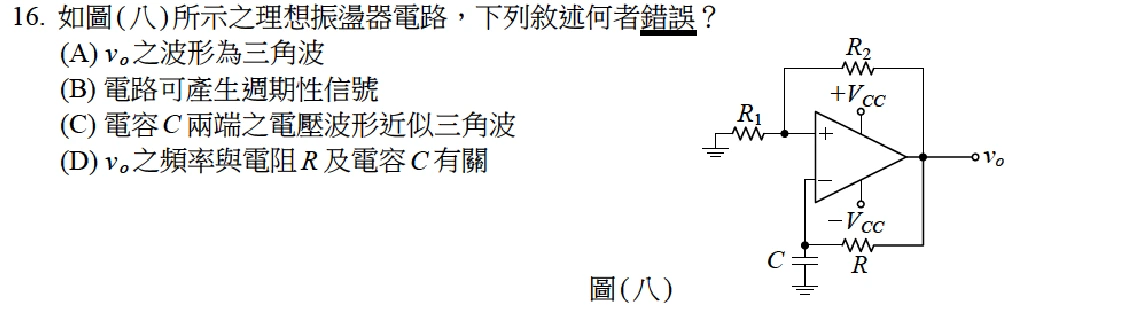 16. 如圖(八)所示之理想振盪器電路，下列敘述何者錯誤？
(A) vₒ之波形為三角波
(B) 電路可產生週期性信號
(C) 電容C兩端之電壓波形近似三角波
(D) vₒ之頻率與電阻R及電容C有關
R₂
+V_CC
R₁
+
−
vₒ
−V_CC
C
R
圖(八)